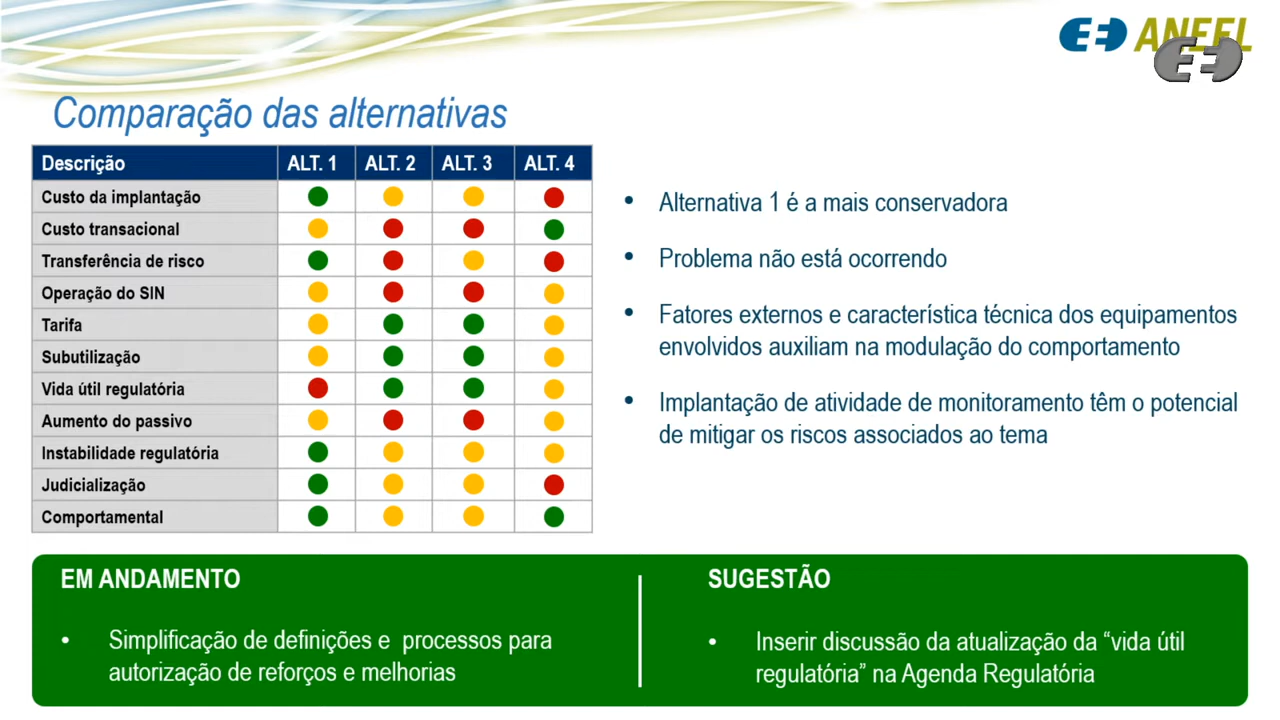 ANEEL
Comparação das alternativas
Descrição ALT. 1 ALT. 2 ALT. 3 ALT. 4
Custo da implantação
Custo transacional
Transferência de risco
Operação do SIN
Tarifa
Subutilização
Vida útil regulatória
Aumento do passivo
Instabilidade regulatória
Judicialização
Comportamental
• Alternativa 1 é a mais conservadora
• Problema não está ocorrendo
• Fatores externos e característica técnica dos equipamentos
envolvidos auxiliam na modulação do comportamento
• Implantação de atividade de monitoramento têm o potencial
de mitigar os riscos associados ao tema
EM ANDAMENTO
• Simplificação de definições e processos para
autorização de reforços e melhorias
SUGESTÃO
• Inserir discussão da atualização da “vida útil
regulatória” na Agenda Regulatória